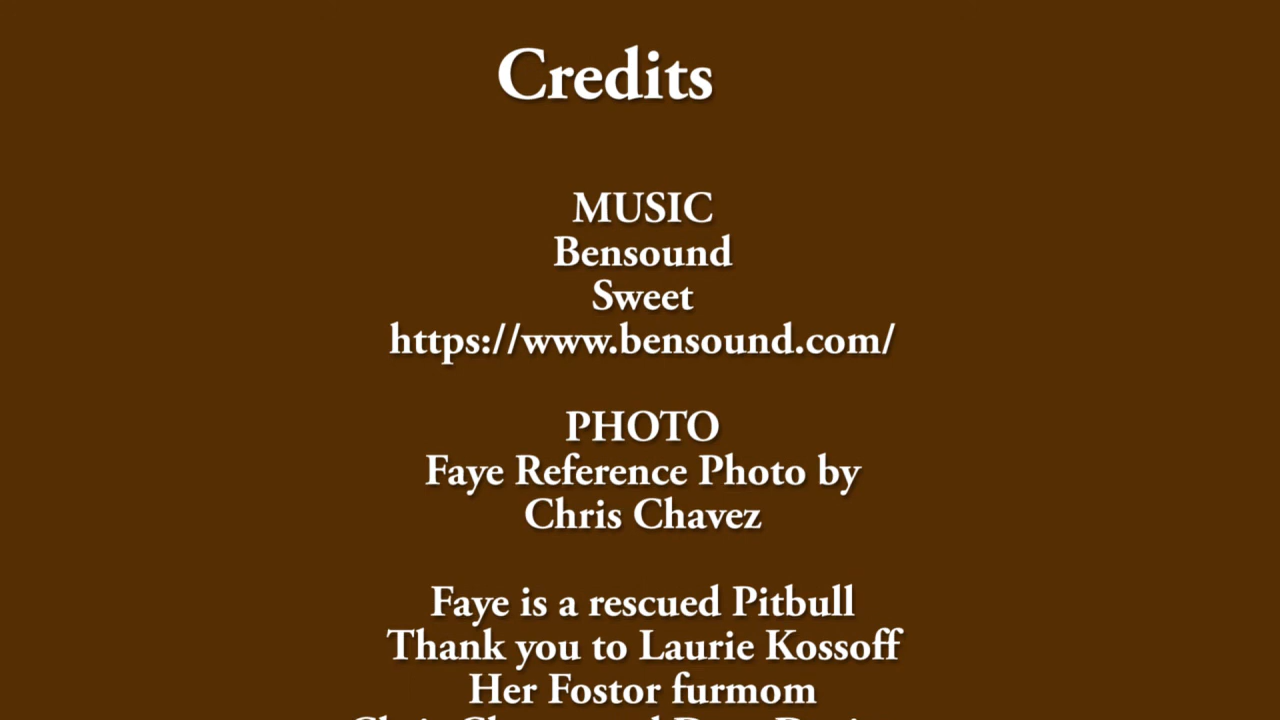 Credits
MUSIC
Bensound
Sweet
https://www.bensound.com/
PHOTO
Faye Reference Photo by
Chris Chavez
Faye is a rescued Pitbull
Thank you to Laurie Kossoff
Her Fostor furmom